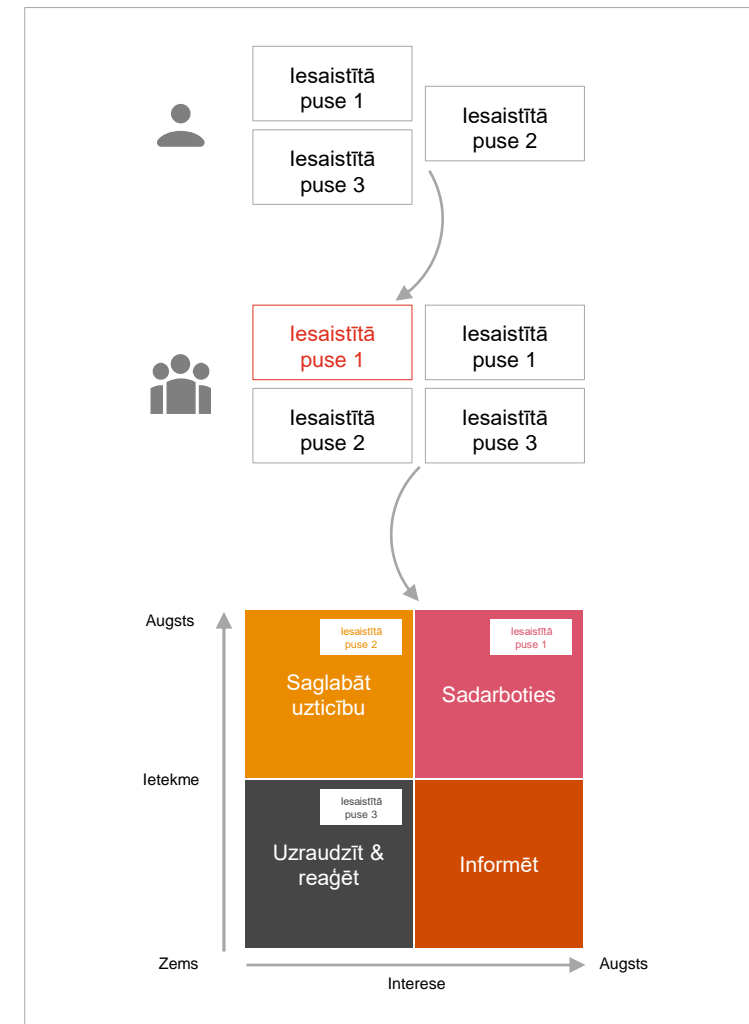 Iesaistītā
puse 1
Iesaistītā
puse 2
Iesaistītā
puse 3
Iesaistītā
puse 1
Iesaistītā
puse 1
Iesaistītā
puse 2
Iesaistītā
puse 3
Augsts
Iesaistītā
puse 2
Iesaistītā
puse 1
Saglabāt
uzticību
Sadarboties
Ietekme
Iesaistītā
puse 3
Uzraudzīt &
reaģēt
Informēt
Zems
Augsts
Interese